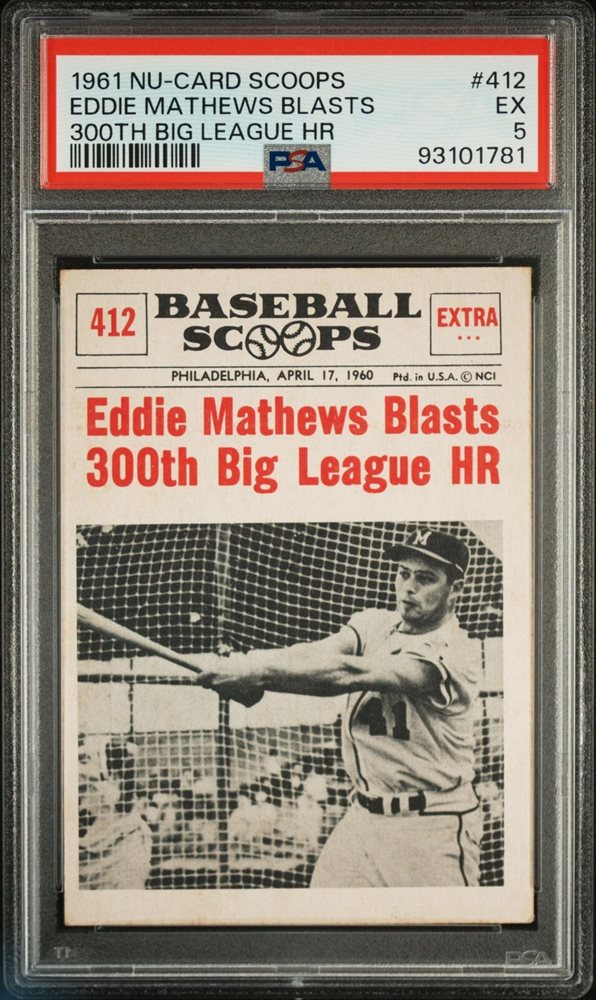 1961 NU-CARD SCOOPS #412
EDDIE MATHEWS BLASTS EX
300TH BIG LEAGUE HR 5
PSA 93101781
412 BASEBALL EXTRA
SCOOPS ...
PHILADELPHIA, APRIL 17, 1960 Ptd. in U.S.A. © NCI
Eddie Mathews Blasts
300th Big League HR
M
41
PSA